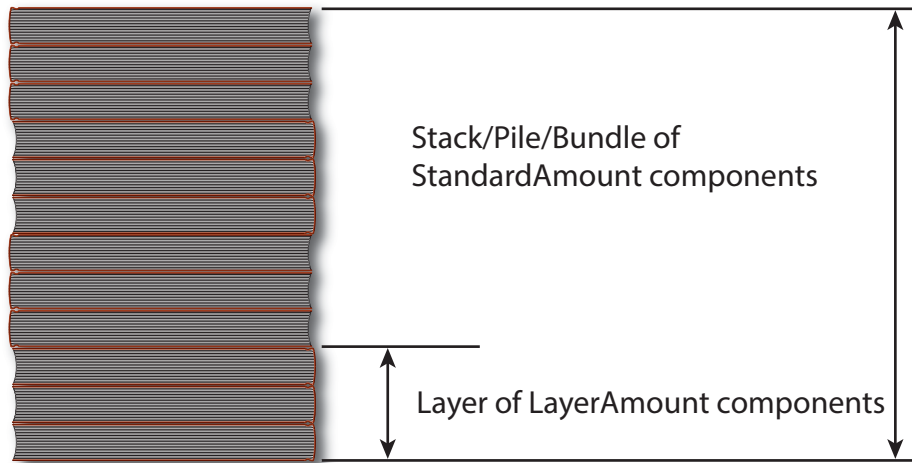 Stack/Pile/Bundle of
StandardAmount components
Layer of LayerAmount components